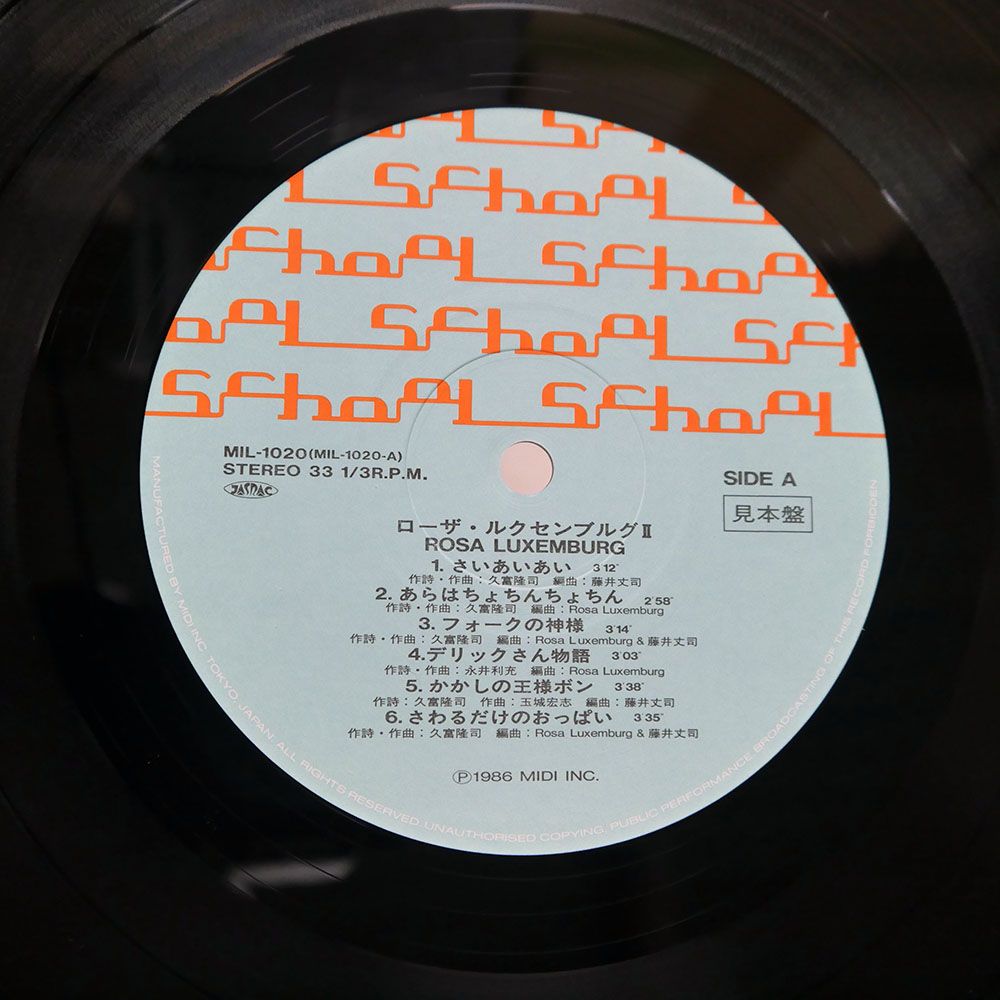 SchooL SchooL
SchooL SchooL
ooL SchooL Sch
SchooL SchooL
MIL-1020(MIL-1020-A)
STEREO 33 1/3R.P.M.
JASRAC
SIDE A
見本盤
ローザ・ルクセンブルグⅡ
ROSA LUXEMBURG
1. さいあいあい 3'12"
作詩・作曲：久富隆司 編曲：藤井丈司
2. あらはちょちんちょちん 2'58"
作詩・作曲：久富隆司 編曲：Rosa Luxemburg
3. フォークの神様 3'14"
作詩・作曲：久富隆司 編曲：Rosa Luxemburg & 藤井丈司
4. デリックさん物語 3'03"
作詩・作曲：永井利充 編曲：Rosa Luxemburg
5. かかしの王様ボン 3'38"
作詩：久富隆司 作曲：玉城宏志 編曲：藤井丈司
6. さわるだけのおっぱい 3'35"
作詩・作曲：久富隆司 編曲：Rosa Luxemburg & 藤井丈司
Ⓟ1986 MIDI INC.
MANUFACTURED BY MIDI INC. TOKYO, JAPAN. ALL RIGHTS RESERVED. UNAUTHORISED COPYING, PUBLIC PERFORMANCE BROADCASTING OF THIS RECORD FORBIDDEN